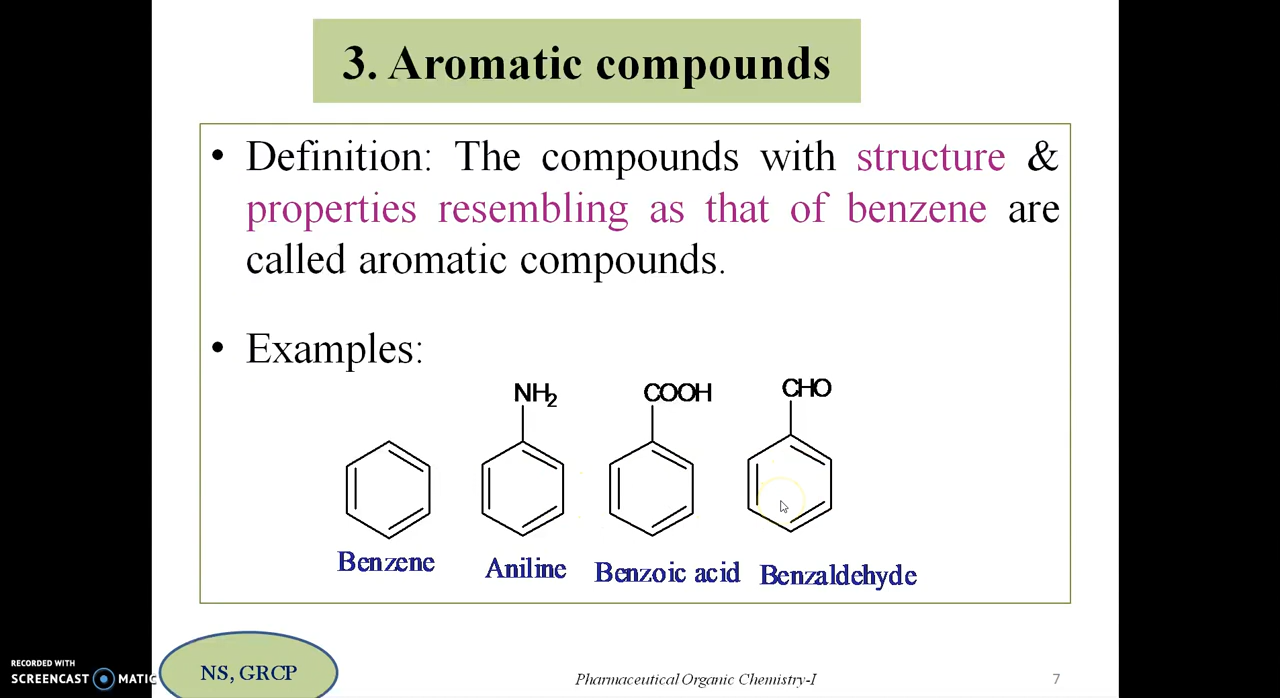 3. Aromatic compounds
• Definition: The compounds with structure &
properties resembling as that of benzene are
called aromatic compounds.
• Examples:
NH2 COOH CHO
Benzene Aniline Benzoic acid Benzaldehyde
RECORDED WITH
SCREENCAST MATIC
NS, GRCP
Pharmaceutical Organic Chemistry-I
7